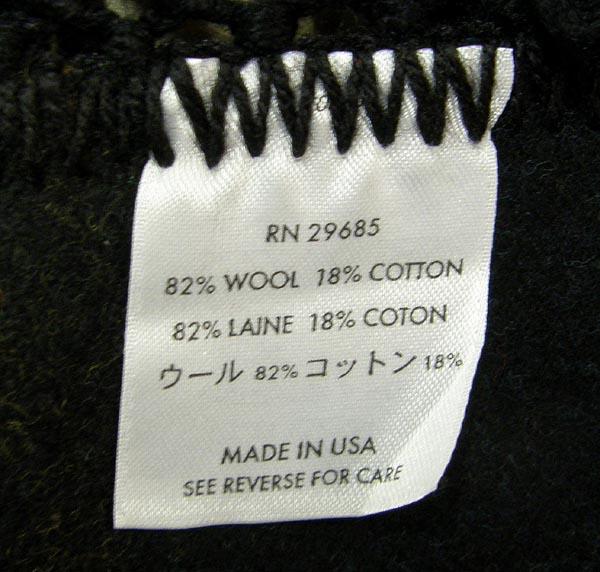 RN 29685
82% WOOL 18% COTTON
82% LAINE 18% COTON
ウール 82% コットン 18%
MADE IN USA
SEE REVERSE FOR CARE